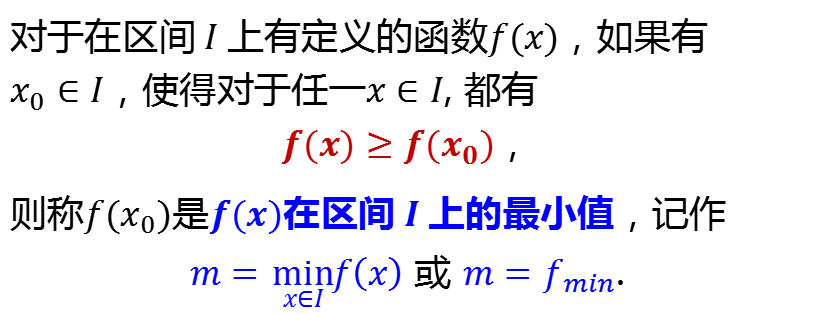 对于在区间 I 上有定义的函数f(x)，如果有
x₀ ∈ I，使得对于任一x ∈ I, 都有
f(x) ≥ f(x₀)，
则称f(x₀)是f(x)在区间 I 上的最小值，记作
m = min_{x∈I} f(x) 或 m = f_{min}.